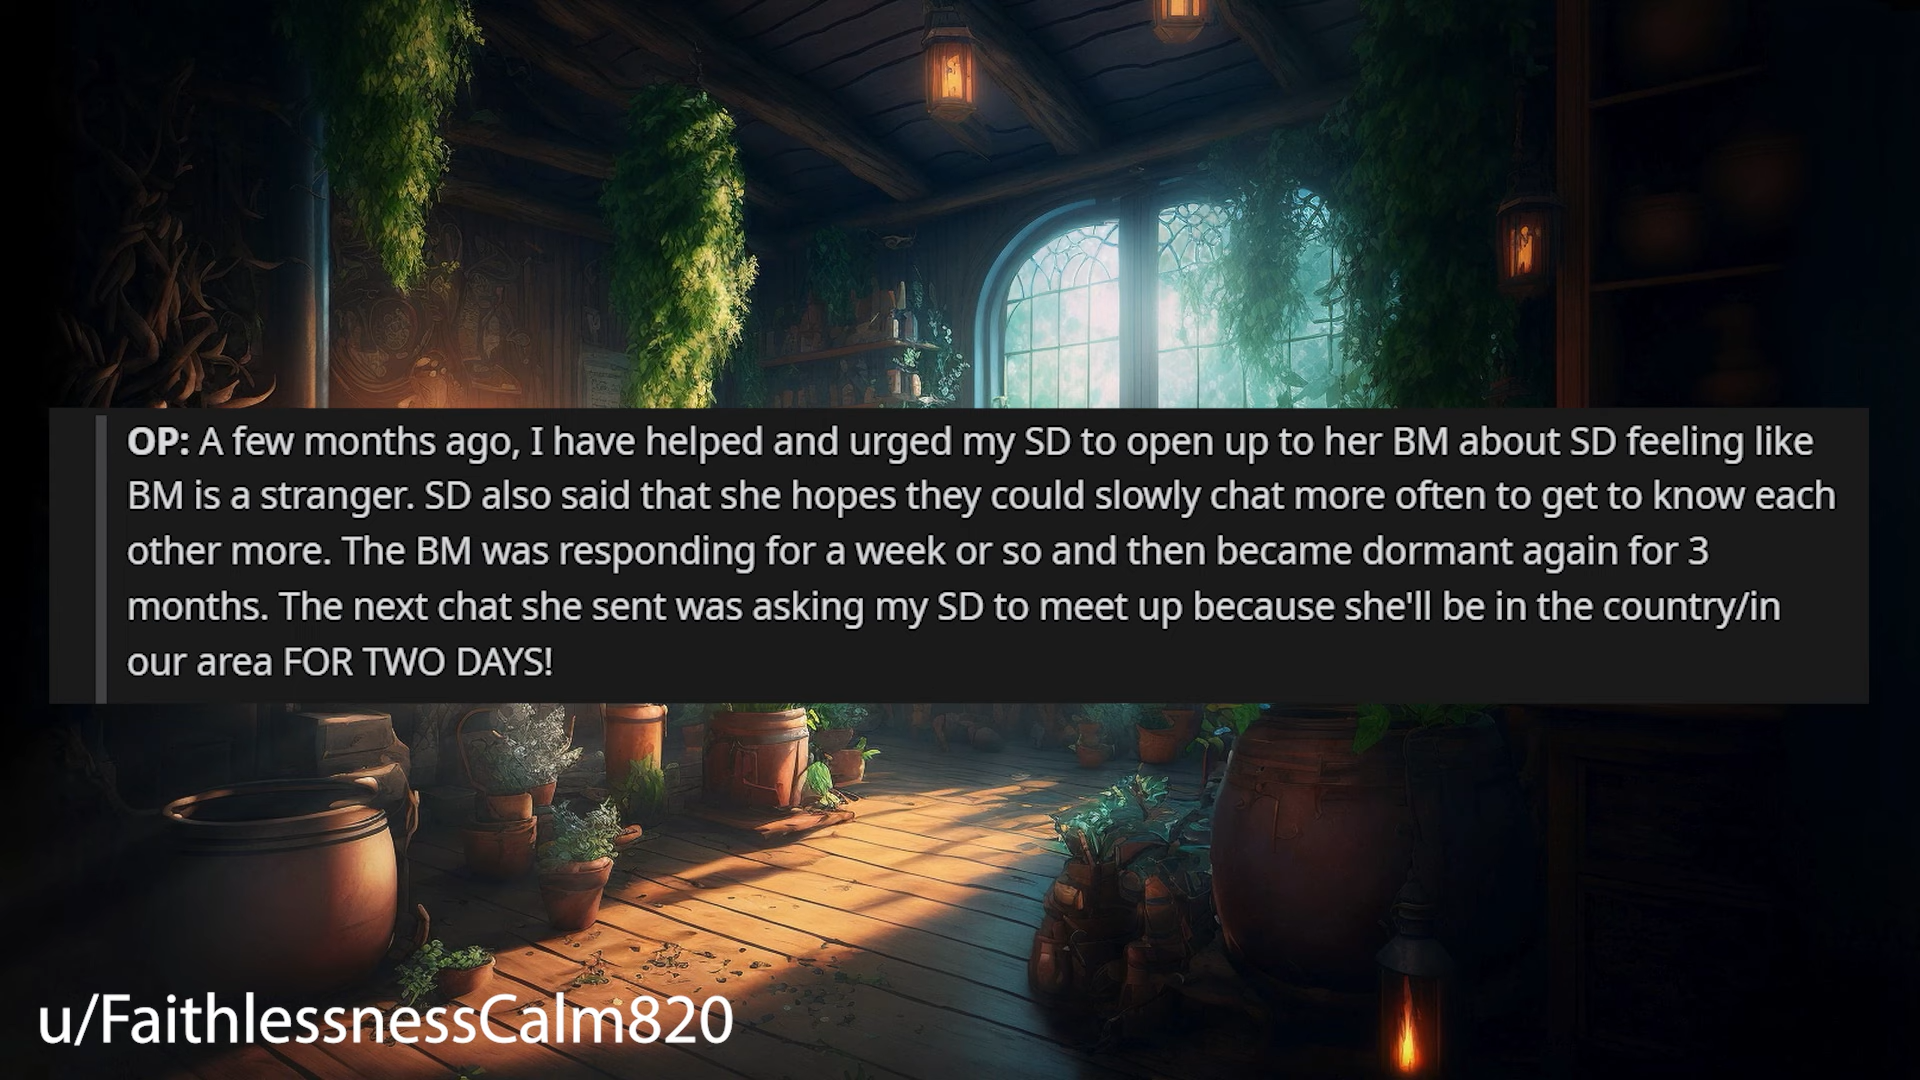 OP: A few months ago, I have helped and urged my SD to open up to her BM about SD feeling like
BM is a stranger. SD also said that she hopes they could slowly chat more often to get to know each
other more. The BM was responding for a week or so and then became dormant again for 3
months. The next chat she sent was asking my SD to meet up because she'll be in the country/in
our area FOR TWO DAYS!
u/FaithlessnessCalm820